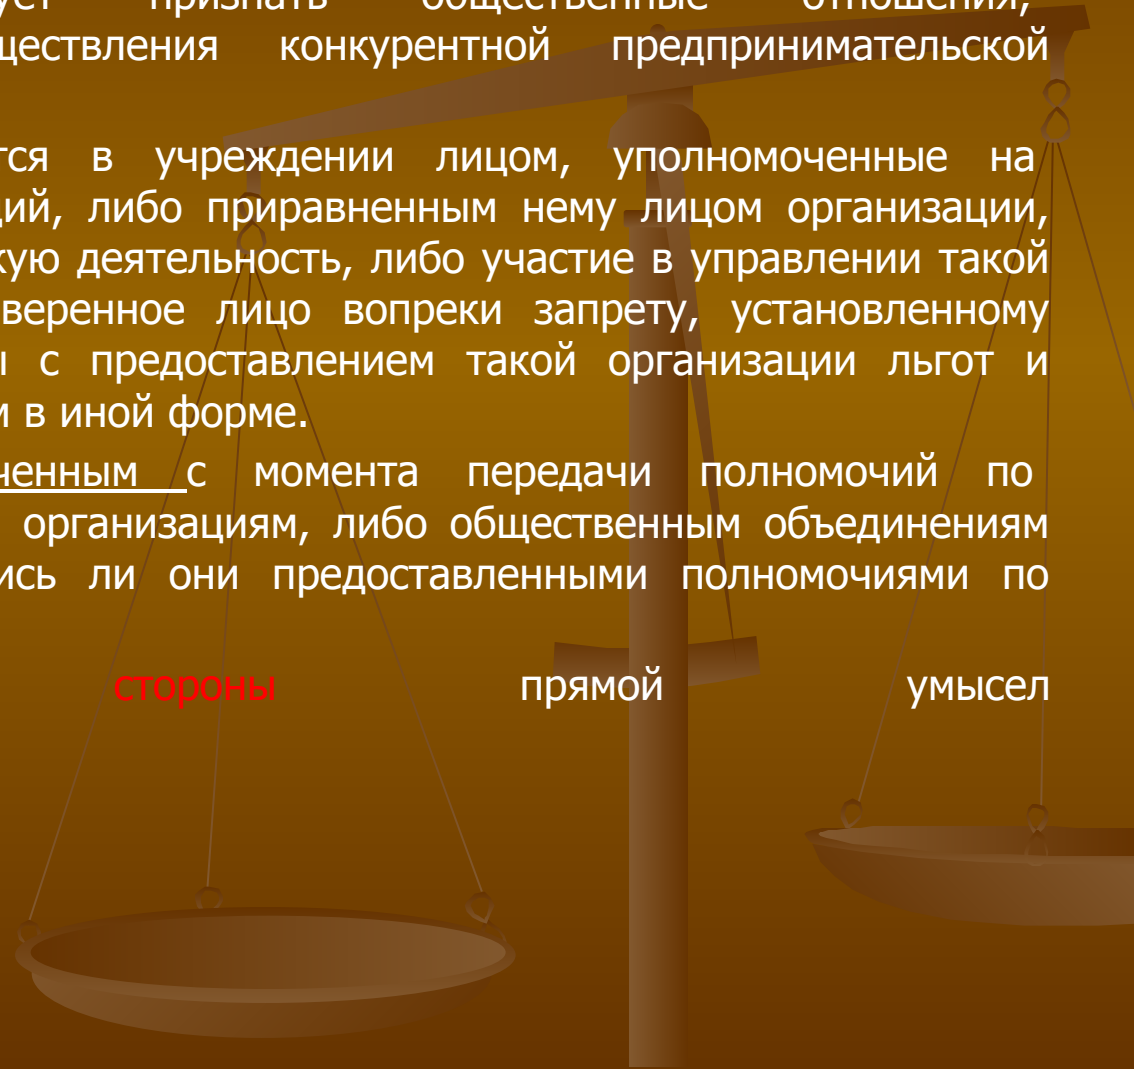 ует признать общественные отношения,
ществления конкурентной предпринимательской
тся в учреждении лицом, уполномоченные на
ций, либо приравненным нему лицом организации,
кую деятельность, либо участие в управлении такой
веренное лицо вопреки запрету, установленному
ы с предоставлением такой организации льгот и
м в иной форме.
ченным с момента передачи полномочий по
организациям, либо общественным объединениям
ись ли они предоставленными полномочиями по
стороны прямой умысел